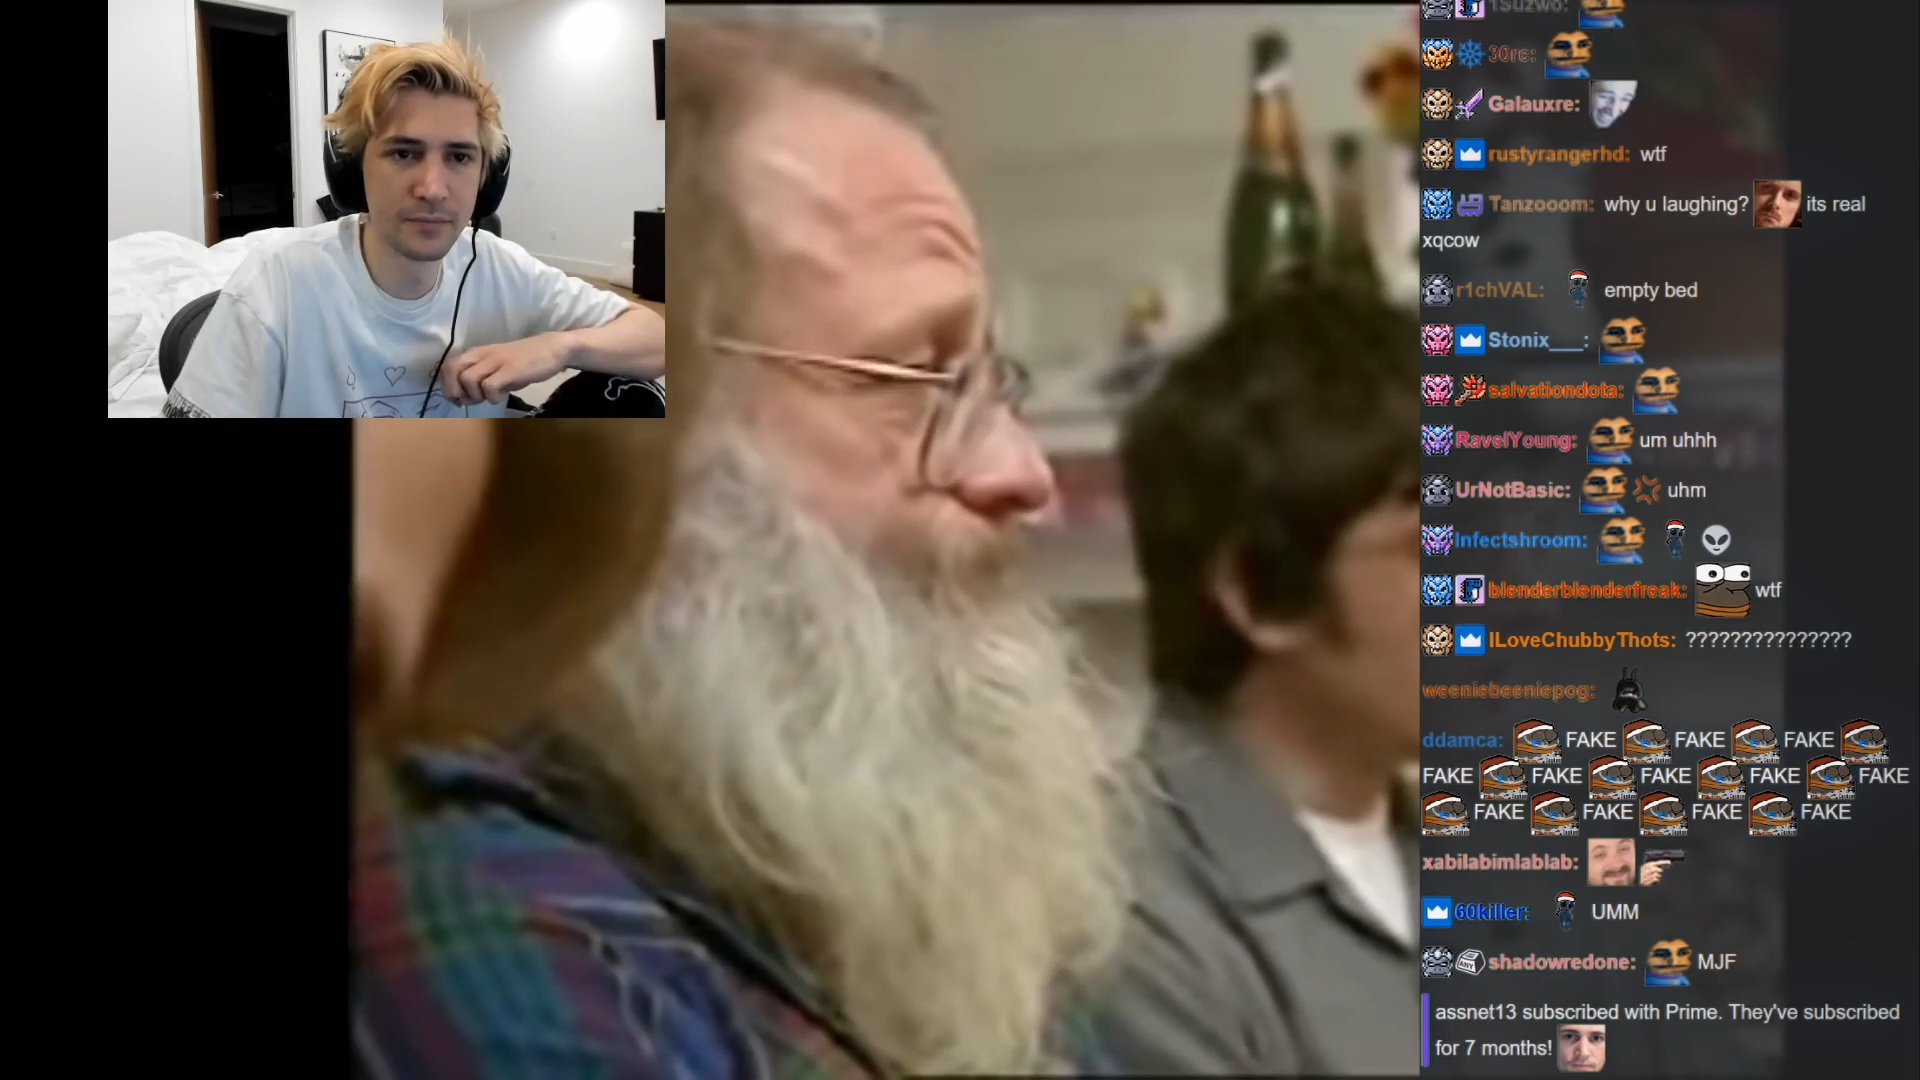 1Suzwo:
30rc:
Galauxre:
rustyrangerhd: wtf
Tanzooom: why u laughing? its real
xqcow
r1chVAL: empty bed
Stonix___:
salvationdota:
RavelYoung: um uhhh
UrNotBasic: uhm
Infectshroom:
blenderblenderfreak: wtf
ILoveChubbyThots: ???????????????
weeniebeeniepog:
ddamca: FAKE FAKE FAKE
FAKE FAKE FAKE FAKE FAKE
FAKE FAKE FAKE FAKE
xabilabimlablab:
60killer: UMM
shadowredone: MJF
assnet13 subscribed with Prime. They've subscribed
for 7 months!